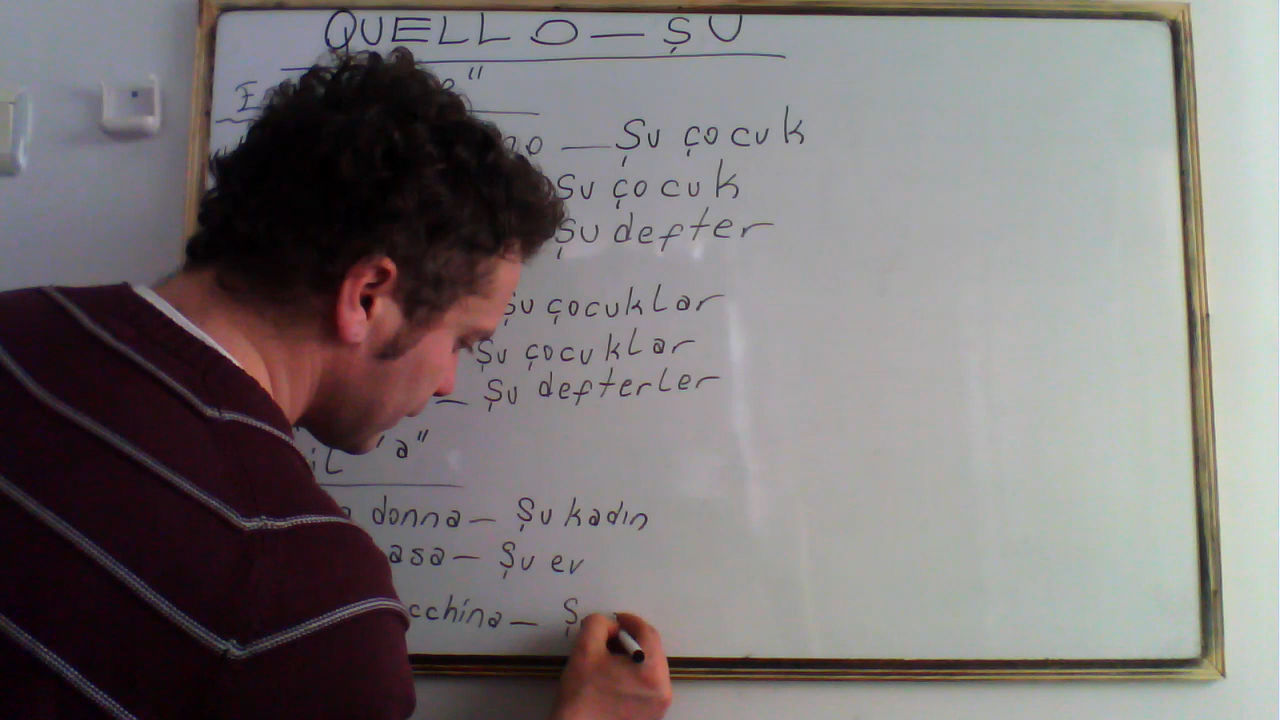 QUELLO — ŞU
— Şu çocuk
Şu çocuk
Şu defter
Şu çocuklar
Şu çocuklar
— Şu defterler
"a"
donna — Şu kadın
asa — Şu ev
cchina — Ş